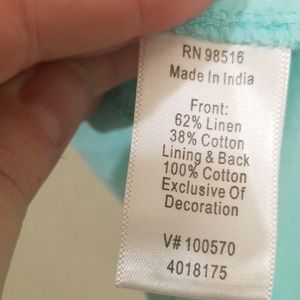 RN 98516
Made In India
Front:
62% Linen
38% Cotton
Lining & Back
100% Cotton
Exclusive Of
Decoration
V# 100570
4018175